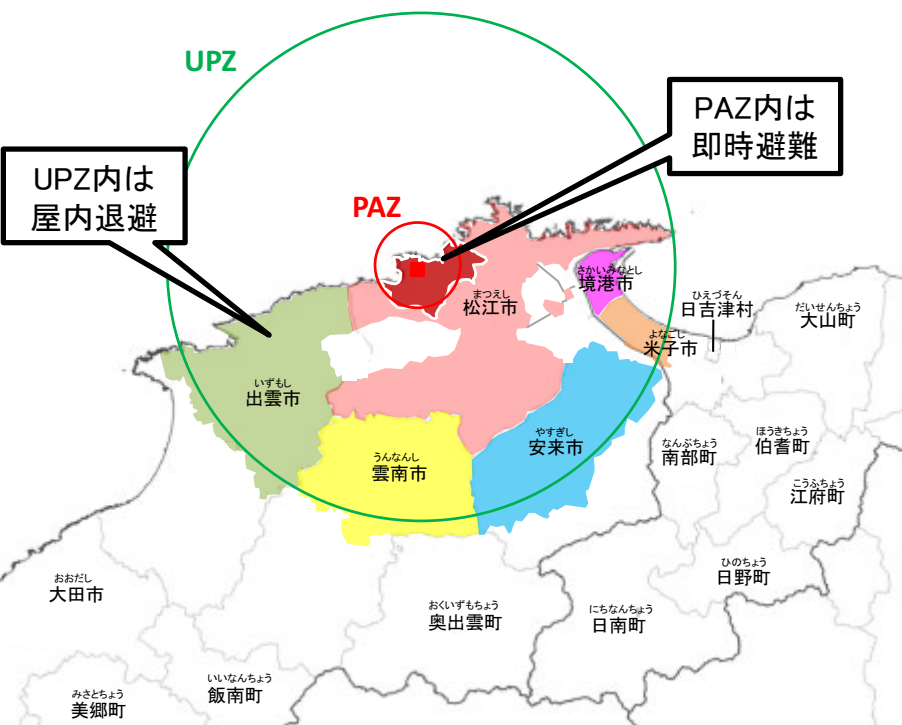 UPZ
PAZ内は
即時避難
UPZ内は
屋内退避
PAZ
さかいみなとし
境港市
ひえづそん
日吉津村
だいせんちょう
大山町
まつえし
松江市
よなごし
米子市
いずもし
出雲市
やすぎし
安来市
ほうきちょう
伯耆町
なんぶちょう
南部町
うんなんし
雲南市
こうふちょう
江府町
ひのちょう
日野町
おおだし
大田市
おくいずもちょう
奥出雲町
にちなんちょう
日南町
いいなんちょう
飯南町
みさとちょう
美郷町